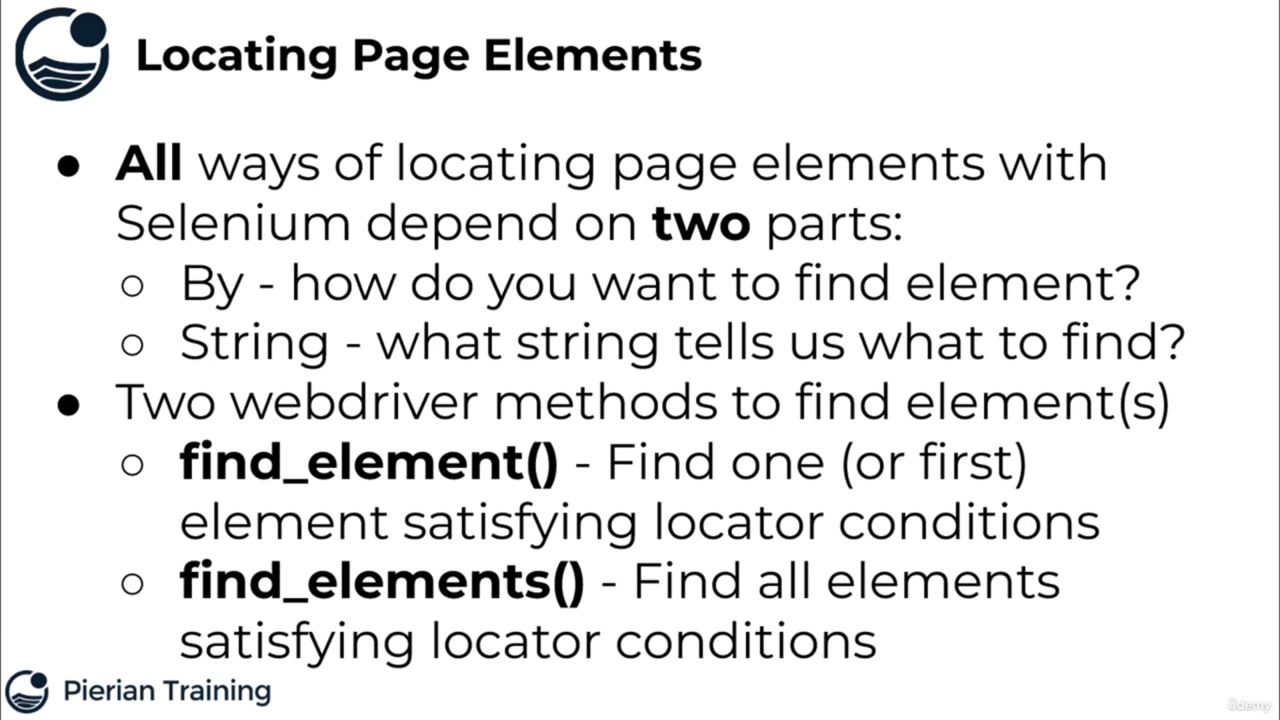 Locating Page Elements
● All ways of locating page elements with
Selenium depend on two parts:
○ By - how do you want to find element?
○ String - what string tells us what to find?
● Two webdriver methods to find element(s)
○ find_element() - Find one (or first)
element satisfying locator conditions
○ find_elements() - Find all elements
satisfying locator conditions
Pierian Training
ûdemy